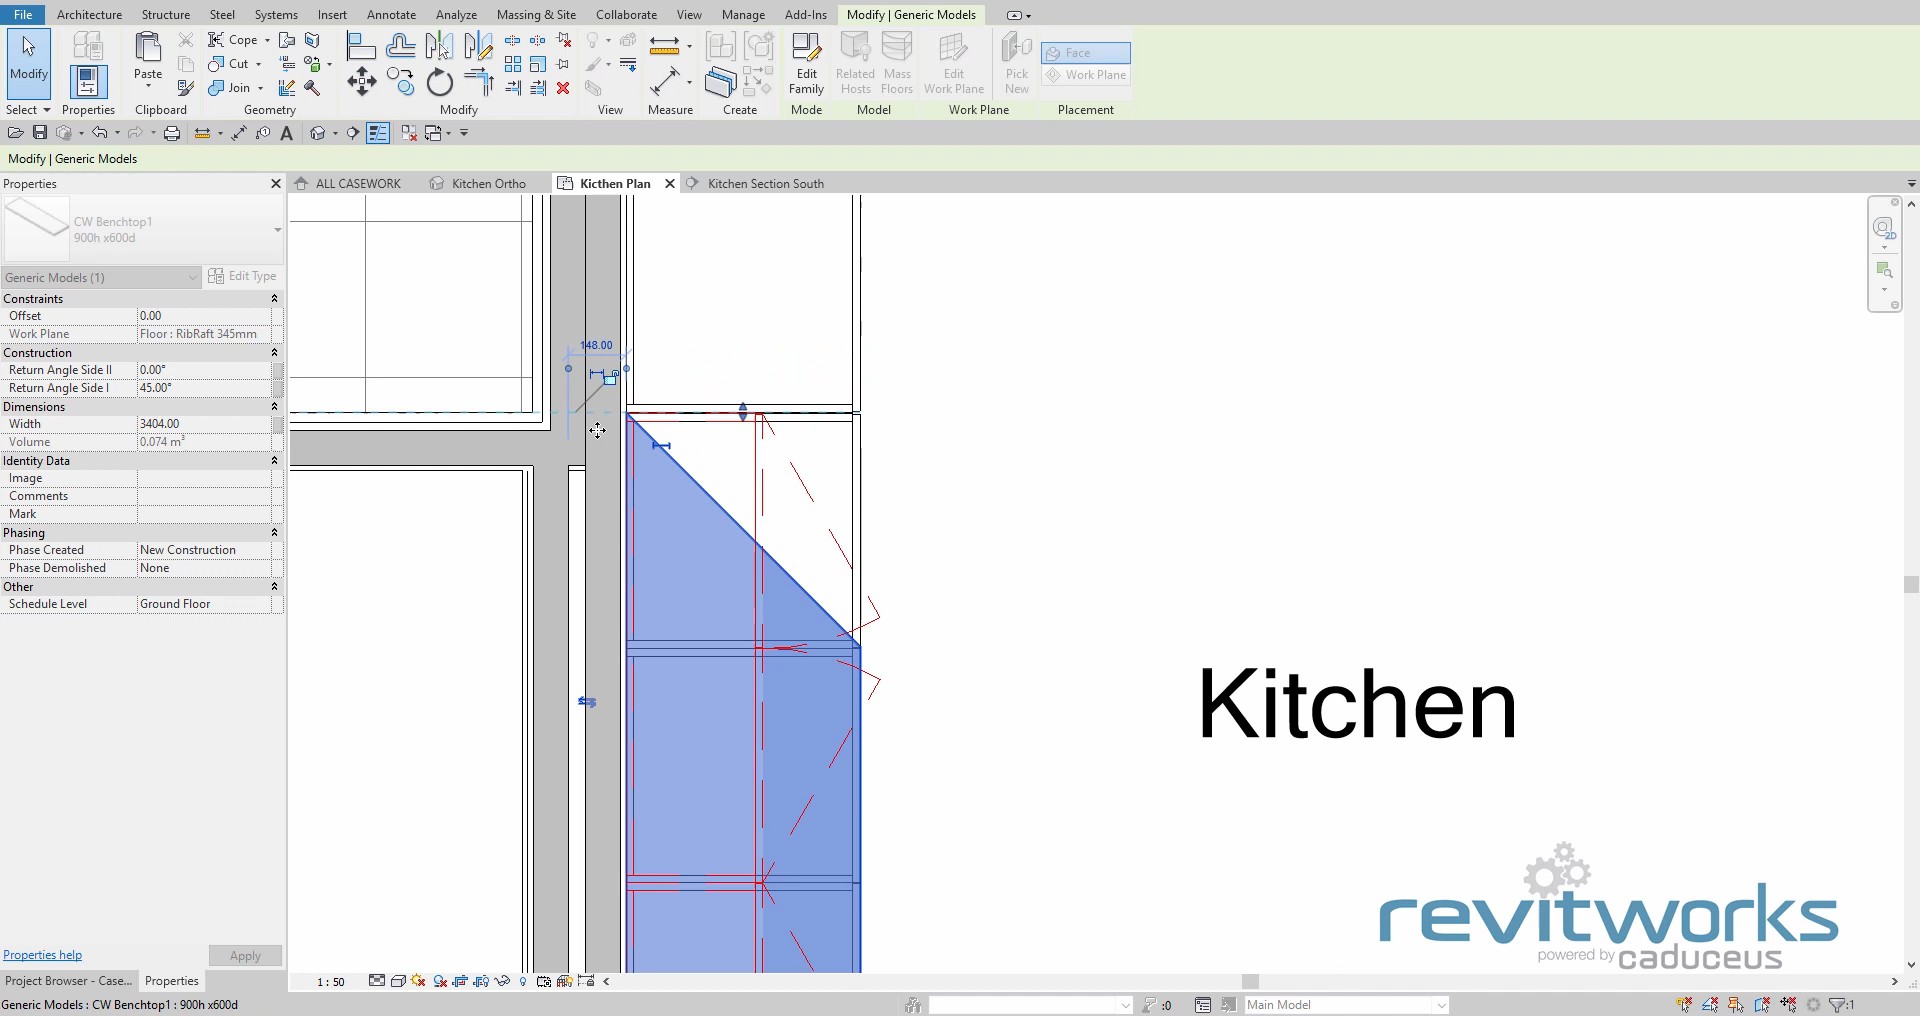 File Architecture Structure Steel Systems Insert Annotate Analyze Massing & Site Collaborate View Manage Add-Ins Modify | Generic Models
Modify
Select
Properties
Paste
Clipboard
Cope
Cut
Join
Geometry
Modify
View
Measure
Create
Edit Family
Mode
Related Hosts
Mass Floors
Model
Edit Work Plane
Pick New
Work Plane
Face
Work Plane
Placement
Modify | Generic Models
Properties
ALL CASEWORK Kitchen Ortho Kicthen Plan Kitchen Section South
CW Benchtop1
900h x600d
Generic Models (1) Edit Type
Constraints
Offset 0.00
Work Plane Floor : RibRaft 345mm
Construction
Return Angle Side II 0.00°
Return Angle Side I 45.00°
Dimensions
Width 3404.00
Volume 0.074 m³
Identity Data
Image
Comments
Mark
Phasing
Phase Created New Construction
Phase Demolished None
Other
Schedule Level Ground Floor
148.00
2D
Kitchen
revitworks
powered by caduceus
Properties help Apply
Project Browser - Case... Properties
1 : 50
Generic Models : CW Benchtop1 : 900h x600d
:0 Main Model :1